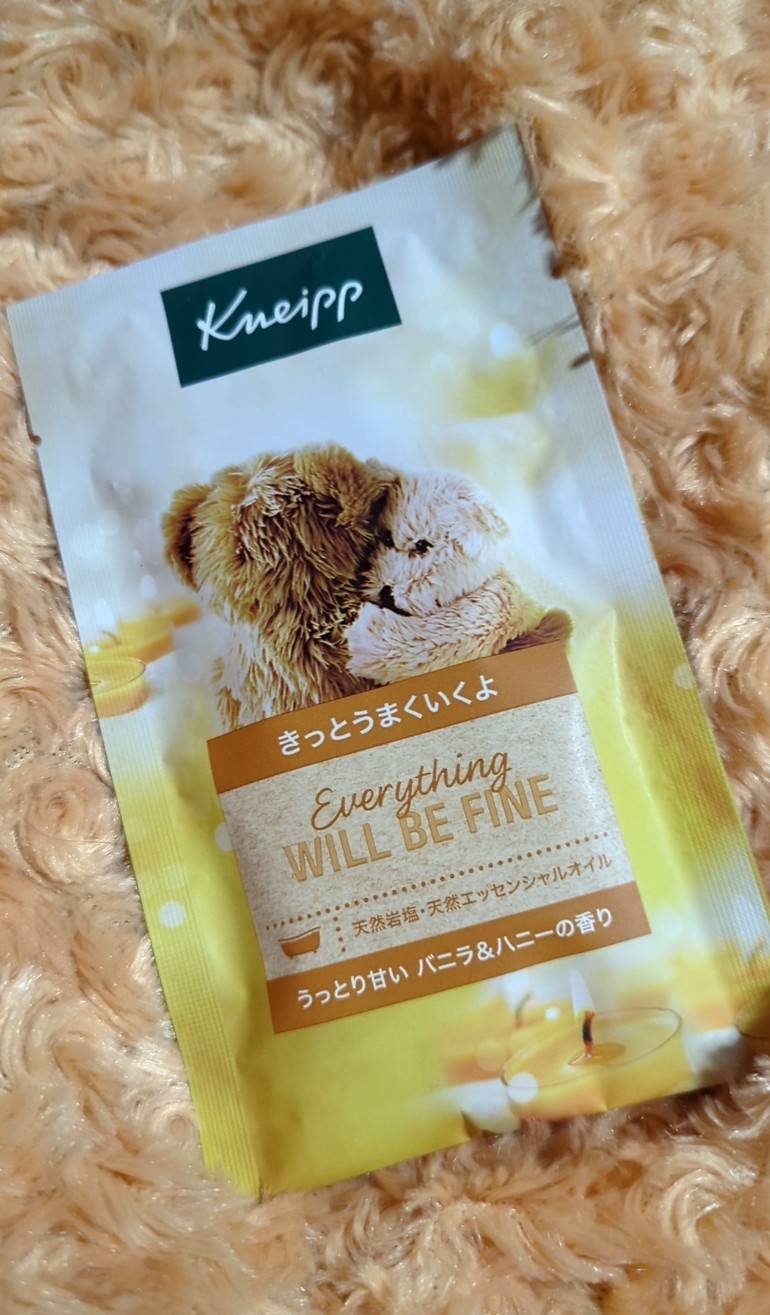 Kneipp
きっとうまくいくよ
Everything
WILL BE FINE
天然岩塩・天然エッセンシャルオイル
うっとり甘い バニラ&ハニーの香り